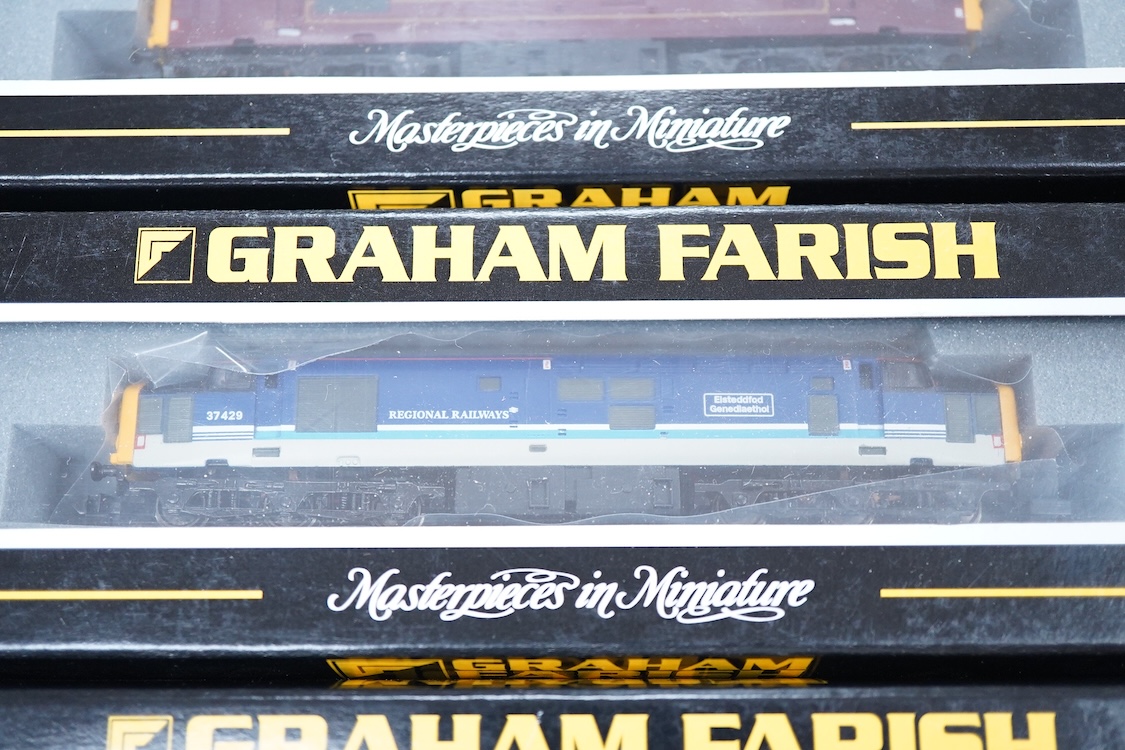 Masterpieces in Miniature
GRAHAM
GRAHAM FARISH
37429
REGIONAL RAILWAYS
Eisteddfod
Genedlaethol
Masterpieces in Miniature
GRAHAM
GRAHAM FARISH